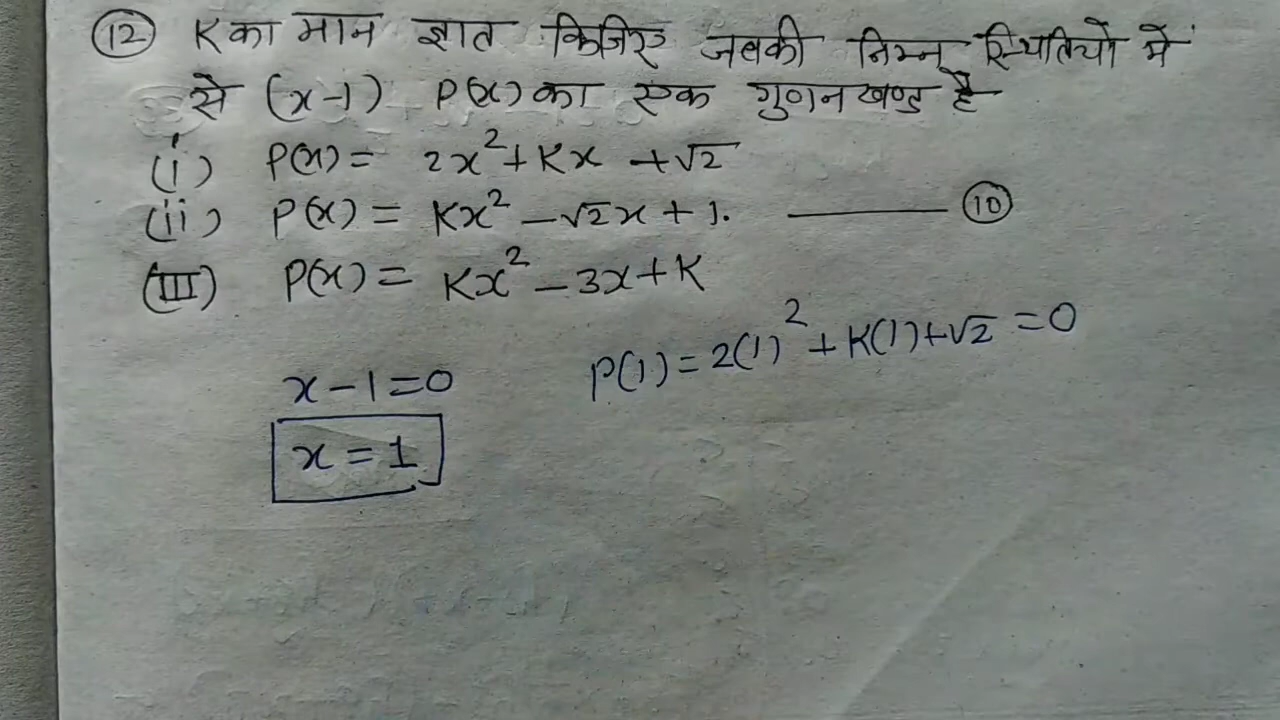 (12) K का मान ज्ञात किजिए जबकी निम्न स्थितियो में
से (x-1) P(x) का एक गुणनखण्ड है
(i) P(x) = 2x² + Kx + √2
(ii) P(x) = Kx² - √2x + 1. ——— (10)
(III) P(x) = Kx² - 3x + K
P(1) = 2(1)² + K(1) + √2 = 0
x - 1 = 0
x = 1